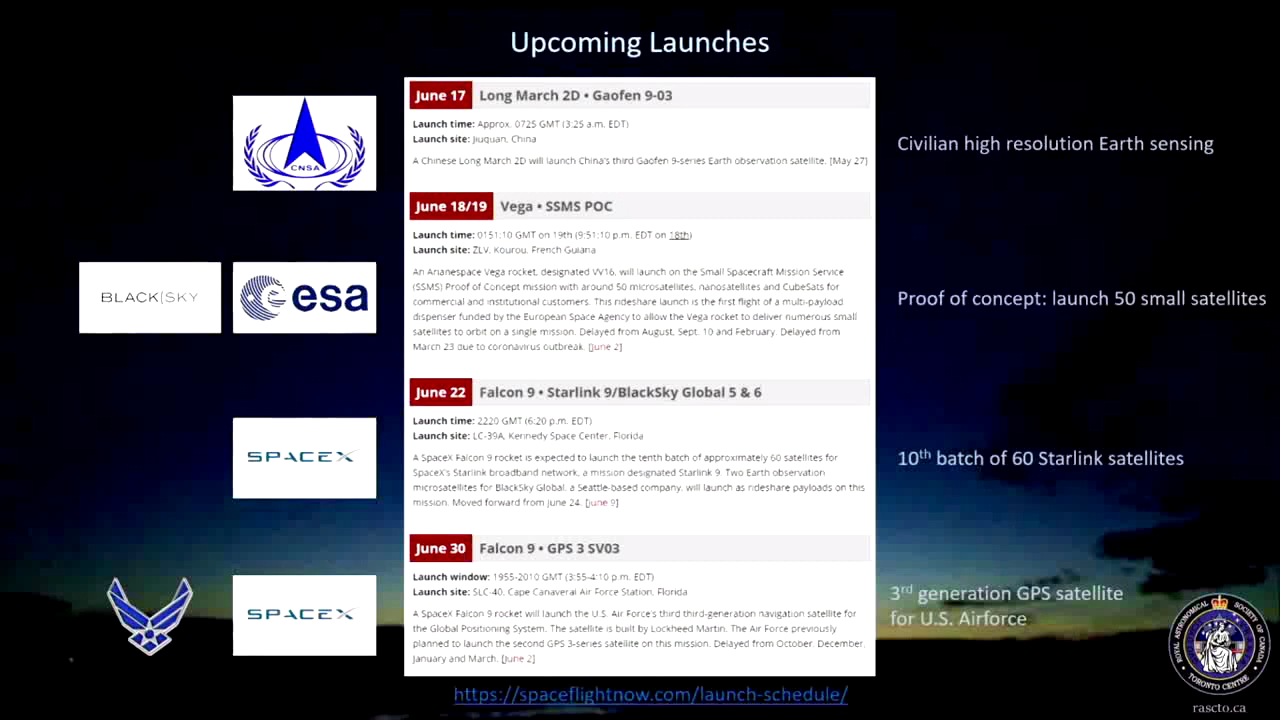 Upcoming Launches
CNSA
June 17 Long March 2D • Gaofen 9-03
Launch time: Approx. 0725 GMT (3:25 a.m. EDT)
Launch site: Jiuquan, China
A Chinese Long March 2D will launch China's third Gaofen 9-series Earth observation satellite. [May 27]
Civilian high resolution Earth sensing
BLACK|SKY
esa
June 18/19 Vega • SSMS POC
Launch time: 0151:10 GMT on 19th (9:51:10 p.m. EDT on 18th)
Launch site: ZLV, Kourou, French Guiana
An Arianespace Vega rocket, designated VV16, will launch on the Small Spacecraft Mission Service
(SSMS) Proof of Concept mission with around 50 microsatellites, nanosatellites and CubeSats for
commercial and institutional customers. This rideshare launch is the first flight of a multi-payload
dispenser funded by the European Space Agency to allow the Vega rocket to deliver numerous small
satellites to orbit on a single mission. Delayed from August, Sept. 10 and February. Delayed from
March 23 due to coronavirus outbreak. [June 2]
Proof of concept: launch 50 small satellites
SPACEX
June 22 Falcon 9 • Starlink 9/BlackSky Global 5 & 6
Launch time: 2220 GMT (6:20 p.m. EDT)
Launch site: LC-39A, Kennedy Space Center, Florida
A SpaceX Falcon 9 rocket is expected to launch the tenth batch of approximately 60 satellites for
SpaceX's Starlink broadband network, a mission designated Starlink 9. Two Earth observation
microsatellites for BlackSky Global, a Seattle-based company, will launch as rideshare payloads on this
mission. Moved forward from June 24. [June 9]
10th batch of 60 Starlink satellites
SPACEX
June 30 Falcon 9 • GPS 3 SV03
Launch window: 1955-2010 GMT (3:55-4:10 p.m. EDT)
Launch site: SLC-40, Cape Canaveral Air Force Station, Florida
A SpaceX Falcon 9 rocket will launch the U.S. Air Force's third third-generation navigation satellite for
the Global Positioning System. The satellite is built by Lockheed Martin. The Air Force previously
planned to launch the second GPS 3-series satellite on this mission. Delayed from October, December,
January and March. [June 2]
3rd generation GPS satellite
for U.S. Airforce
https://spaceflightnow.com/launch-schedule/
ROYAL ASTRONOMICAL SOCIETY OF CANADA
TORONTO CENTRE
rascto.ca